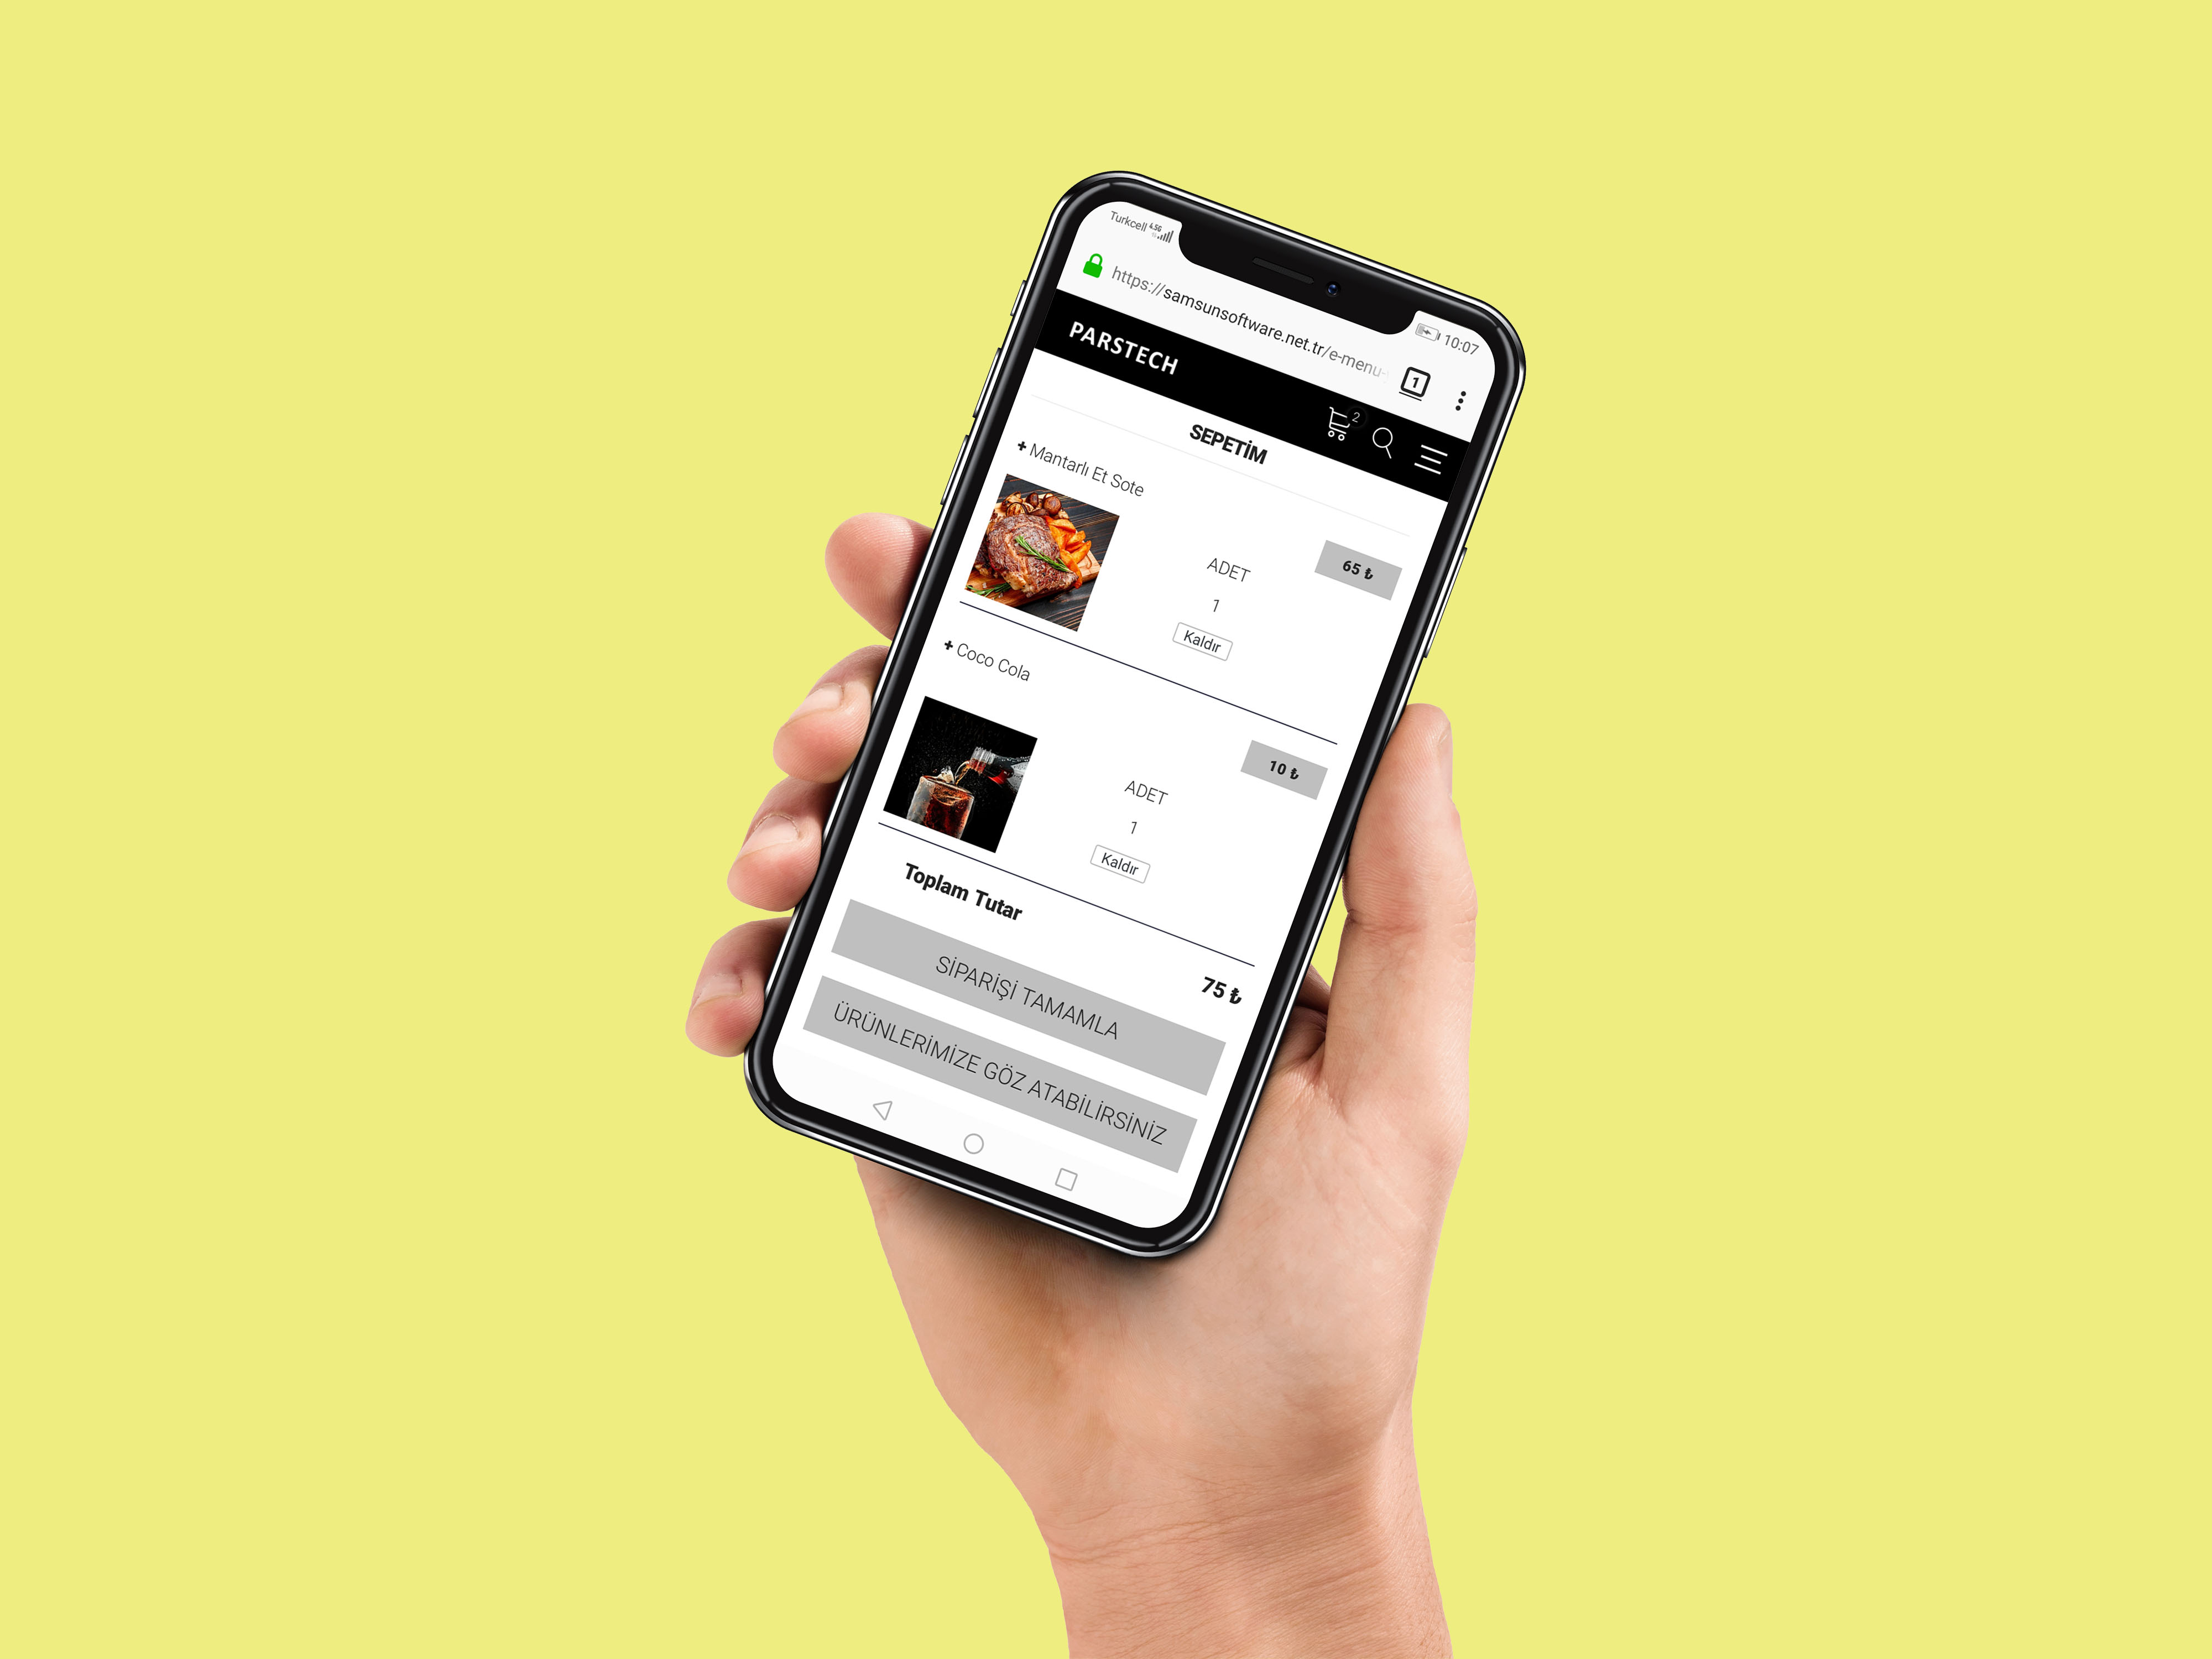 Turkcell 4.5G
10:07
https://samsunsoftware.net.tr/e-menu-
1
PARSTECH
2
SEPETİM
+ Mantarlı Et Sote
ADET
65 ₺
1
Kaldır
+ Coco Cola
ADET
10 ₺
1
Kaldır
Toplam Tutar
75 ₺
SİPARİŞİ TAMAMLA
ÜRÜNLERİMİZE GÖZ ATABİLİRSİNİZ